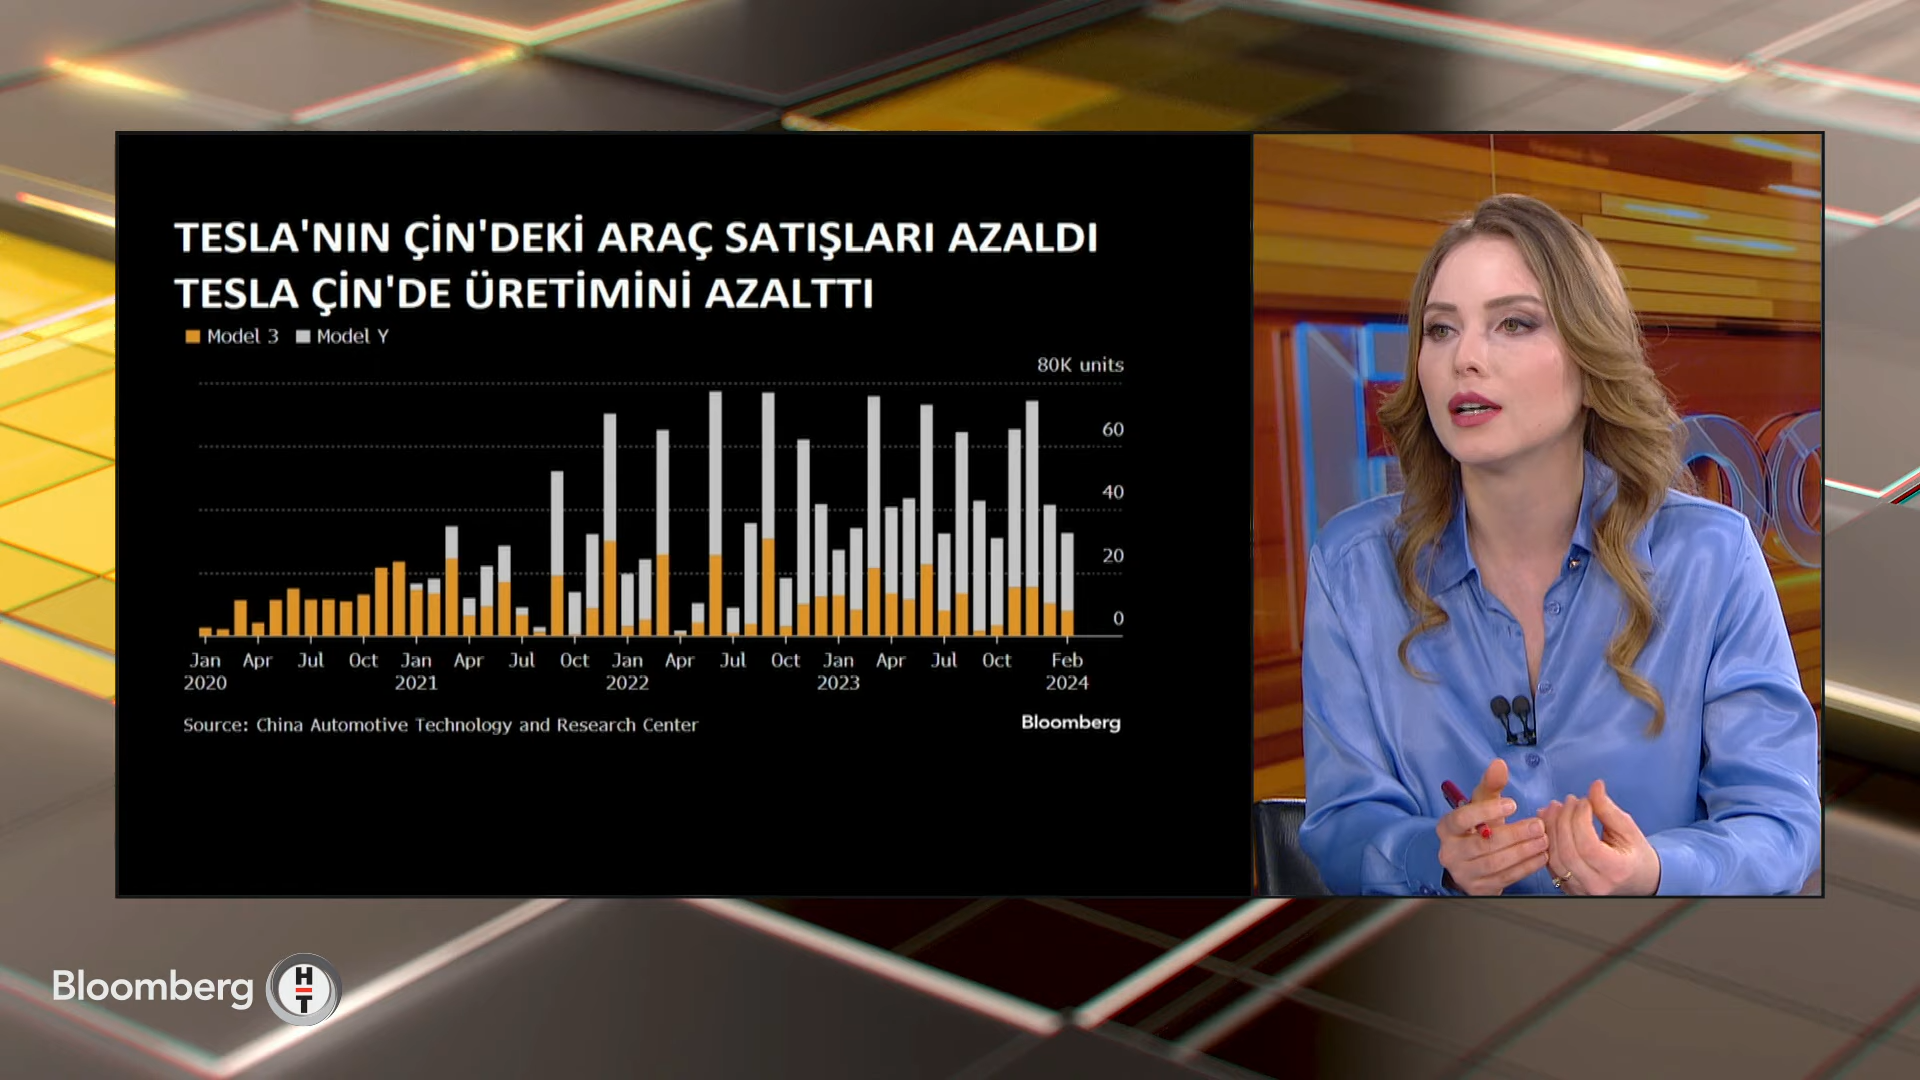 TESLA'NIN ÇİN'DEKİ ARAÇ SATIŞLARI AZALDI
TESLA ÇİN'DE ÜRETİMİNİ AZALTTI
Model 3 Model Y
80K units
60
40
20
0
Jan Apr Jul Oct Jan Apr Jul Oct Jan Apr Jul Oct Jan Apr Jul Oct Feb
2020 2021 2022 2023 2024
Source: China Automotive Technology and Research Center
Bloomberg
Bloomberg HT